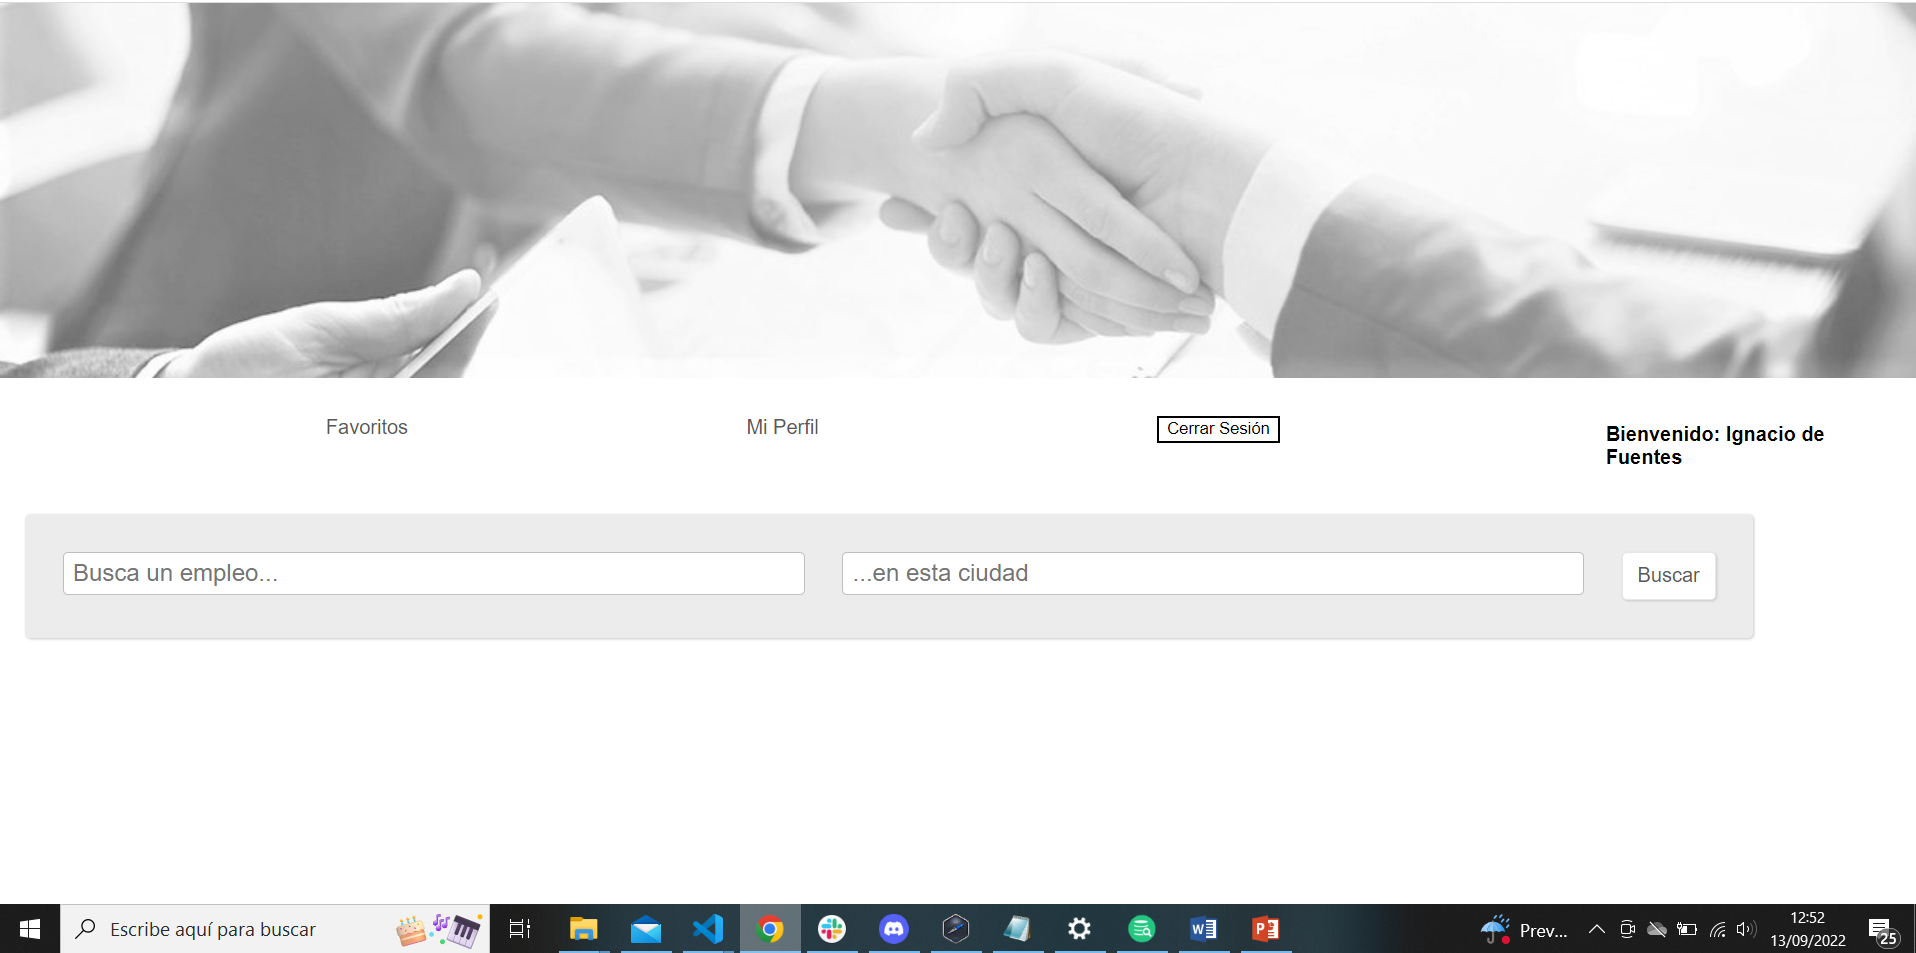 Favoritos
Mi Perfil
Cerrar Sesión
Bienvenido: Ignacio de
Fuentes
Busca un empleo...
...en esta ciudad
Buscar
Escribe aquí para buscar
Prev...
12:52
13/09/2022
25